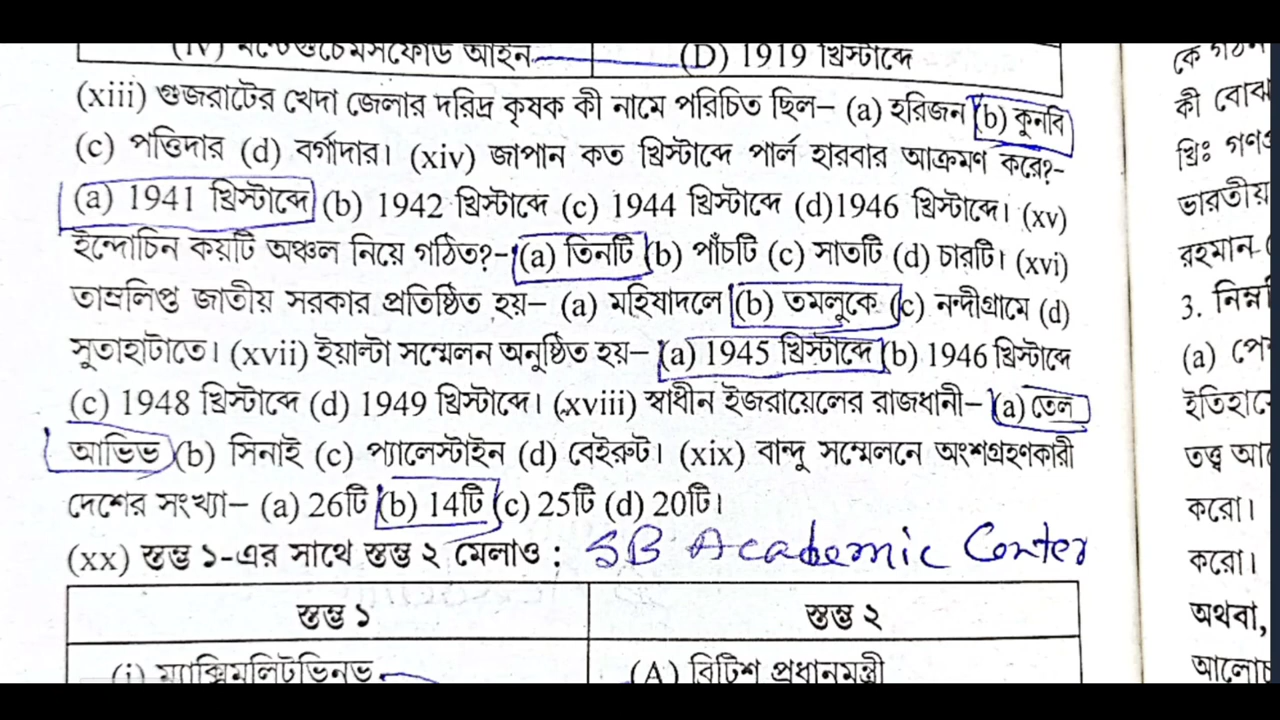 (iv) মন্টেগুচেমসফোর্ড আইন (D) 1919 খ্রিস্টাব্দে
(xiii) গুজরাটের খেদা জেলার দরিদ্র কৃষক কী নামে পরিচিত ছিল– (a) হরিজন (b) কুনবি
(c) পত্তিদার (d) বর্গাদার। (xiv) জাপান কত খ্রিস্টাব্দে পার্ল হারবার আক্রমণ করে?-
(a) 1941 খ্রিস্টাব্দে (b) 1942 খ্রিস্টাব্দে (c) 1944 খ্রিস্টাব্দে (d)1946 খ্রিস্টাব্দে। (xv)
ইন্দোচিন কয়টি অঞ্চল নিয়ে গঠিত?- (a) তিনটি (b) পাঁচটি (c) সাতটি (d) চারটি। (xvi)
তাম্রলিপ্ত জাতীয় সরকার প্রতিষ্ঠিত হয়– (a) মহিষাদলে (b) তমলুকে (c) নন্দীগ্রামে (d)
সুতাহাটাতে। (xvii) ইয়াল্টা সম্মেলন অনুষ্ঠিত হয়– (a) 1945 খ্রিস্টাব্দে (b) 1946 খ্রিস্টাব্দে
(c) 1948 খ্রিস্টাব্দে (d) 1949 খ্রিস্টাব্দে। (xviii) স্বাধীন ইজরায়েলের রাজধানী– (a) তেল
আভিভ (b) সিনাই (c) প্যালেস্টাইন (d) বেইরুট। (xix) বান্দু সম্মেলনে অংশগ্রহণকারী
দেশের সংখ্যা– (a) 26টি (b) 14টি (c) 25টি (d) 20টি।
(xx) স্তম্ভ ১-এর সাথে স্তম্ভ ২ মেলাও : SB Academic Center
স্তম্ভ ১ স্তম্ভ ২
(i) ম্যাক্সিমলিটভিনভ (A) ব্রিটিশ প্রধানমন্ত্রী
কী
ভারতীয়
রহমান
3.
(a)
করো।
করো।
অথবা,